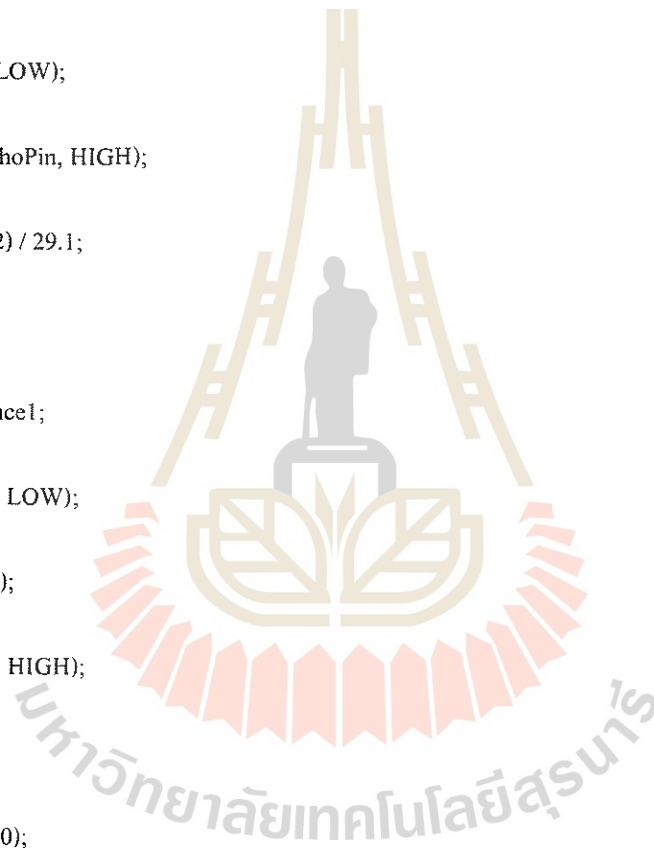 LOW);
hoPin, HIGH);
2) / 29.1;
nce1;
LOW);
);
HIGH);
มหาวิทยาลัยเทคโนโลยีสุรนารี
0);